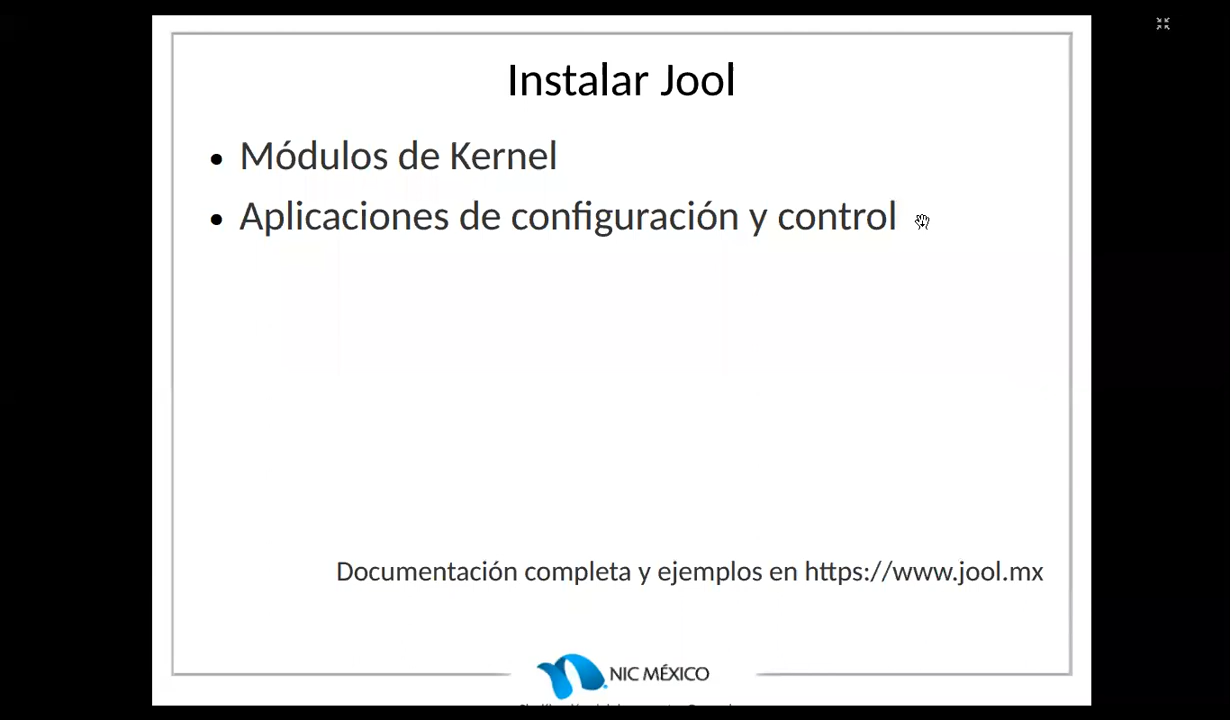 Instalar Jool
• Módulos de Kernel
• Aplicaciones de configuración y control
Documentación completa y ejemplos en https://www.jool.mx
NIC MÉXICO